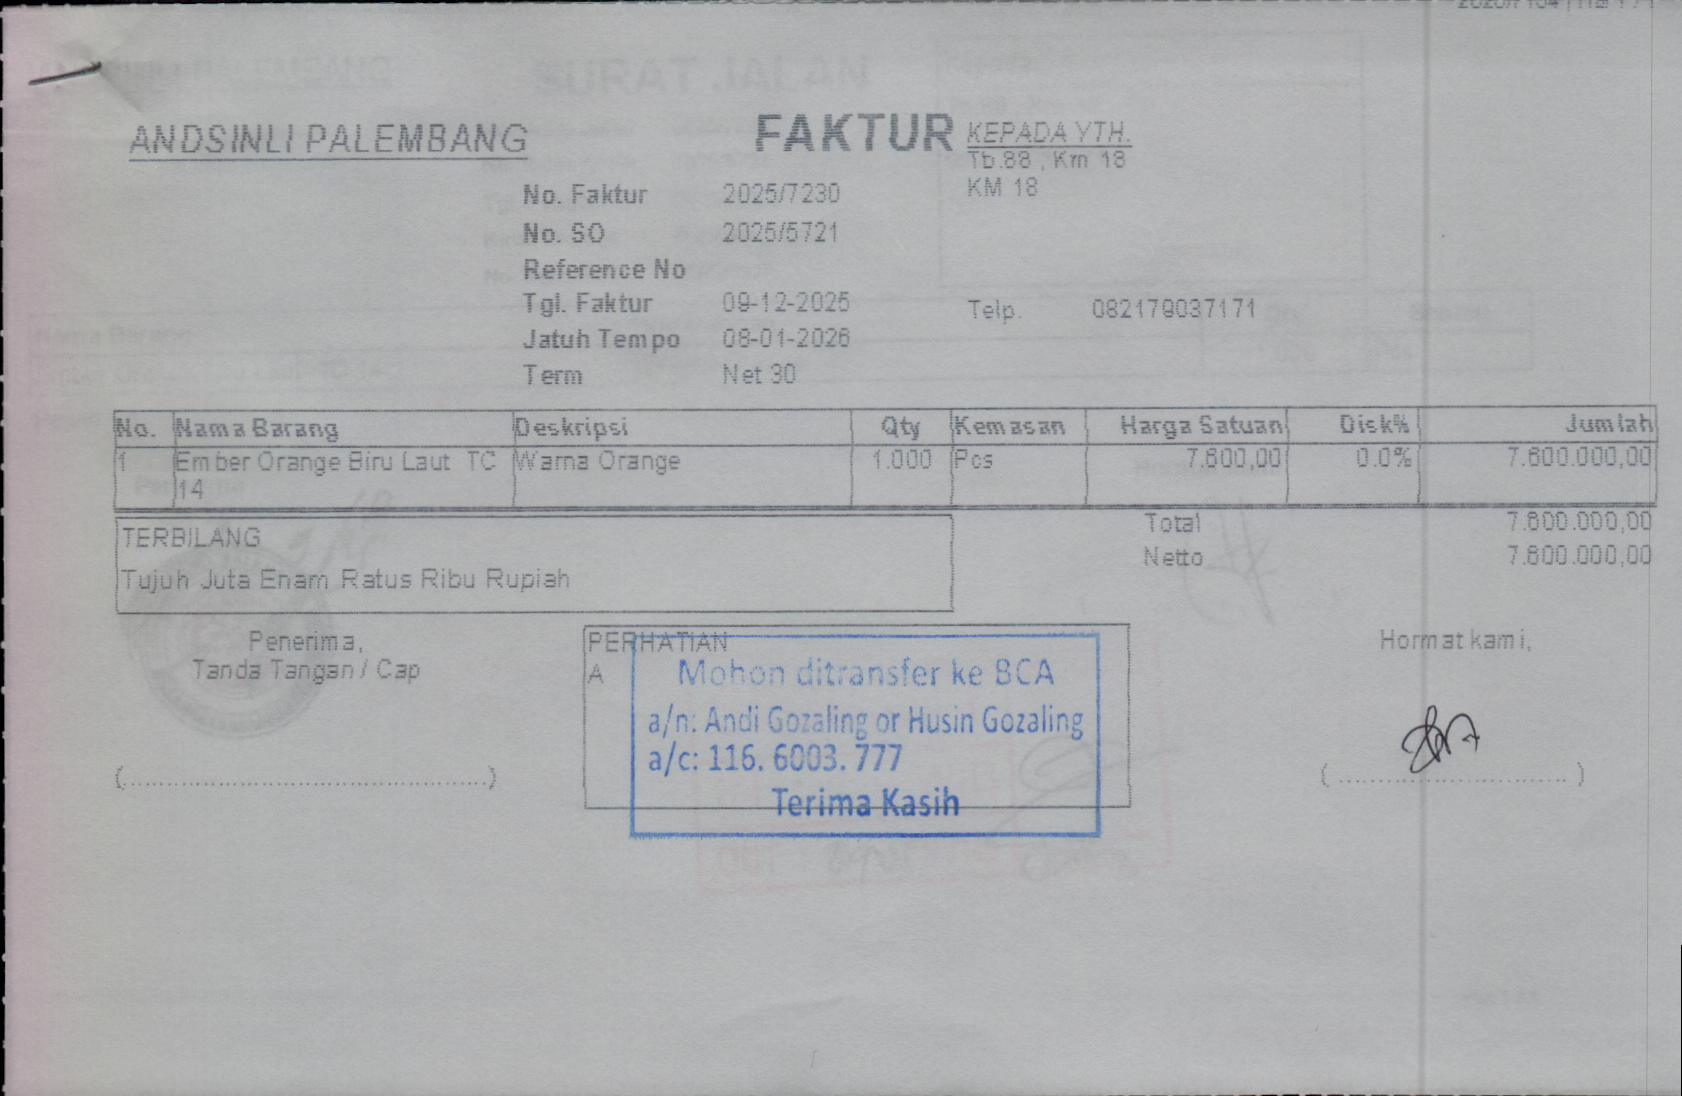 ANDSINLI PALEMBANG
FAKTUR
KEPADA YTH.
Tb.88 , Km 18
KM 18
No. Faktur 2025/7230
No. SO 2025/5721
Reference No
Tgl. Faktur 09-12-2025
Telp. 082179037171
Jatuh Tempo 08-01-2026
Term Net 30
No. Nama Barang Deskripsi Qty Kemasan Harga Satuan Disk% Jumlah
1 Ember Orange Biru Laut TC Warna Orange 1.000 Pcs 7.600,00 0.0% 7.600.000,00
14
Total 7.600.000,00
TERBILANG
Netto 7.600.000,00
Tujuh Juta Enam Ratus Ribu Rupiah
Penerima,
Tanda Tangan / Cap
PERHATIAN
A
Mohon ditransfer ke BCA
a/n: Andi Gozaling or Husin Gozaling
a/c: 116. 6003. 777
Terima Kasih
Hormat kami,
(..............................................)
(..............................)